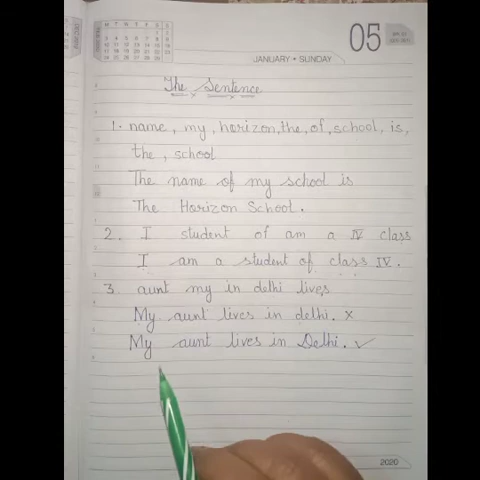 05
JANUARY • SUNDAY
The Sentence
1. name, my, horizon, the, of, school, is,
the, school
The name of my school is
The Horizon School.
2. I student of am a IV class
I am a student of class IV.
3 aunt my in delhi lives
My aunt lives in delhi. ×
My aunt lives in Delhi. ✓
2020